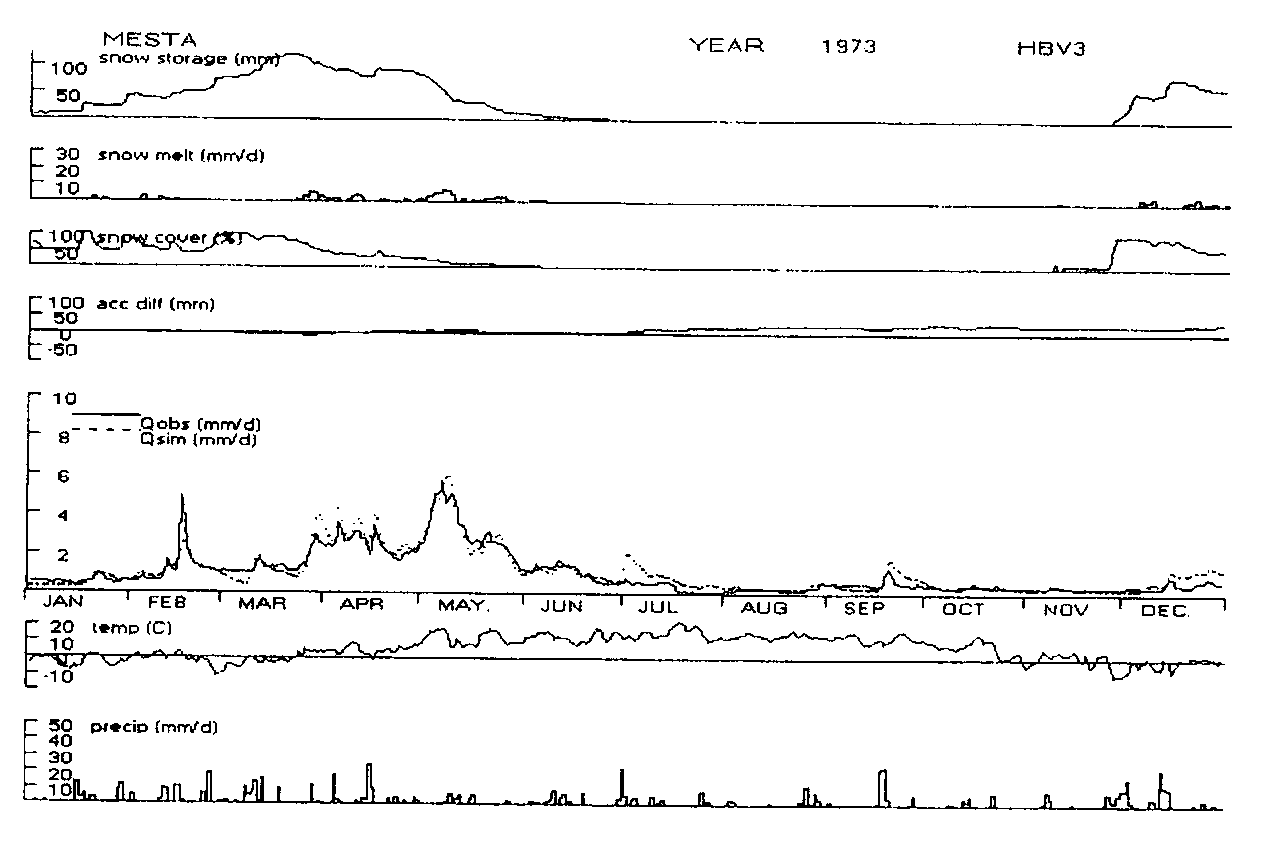 MESTA YEAR 1973 HBV3
snow storage (mm)
100
50
30 snow melt (mm/d)
20
10
100 snow cover (%)
50
100 acc diff (mm)
50
0
-50
10
Qobs (mm/d)
8 Qsim (mm/d)
6
4
2
JAN FEB MAR APR MAY. JUN JUL AUG SEP OCT NOV DEC.
20 temp (C)
10
0
-10
50 precip (mm/d)
40
30
20
10